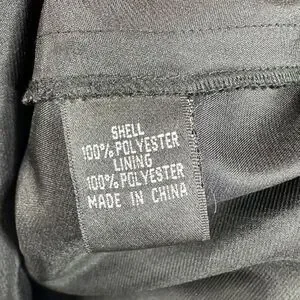 SHELL
100% POLYESTER
LINING
100% POLYESTER
MADE IN CHINA